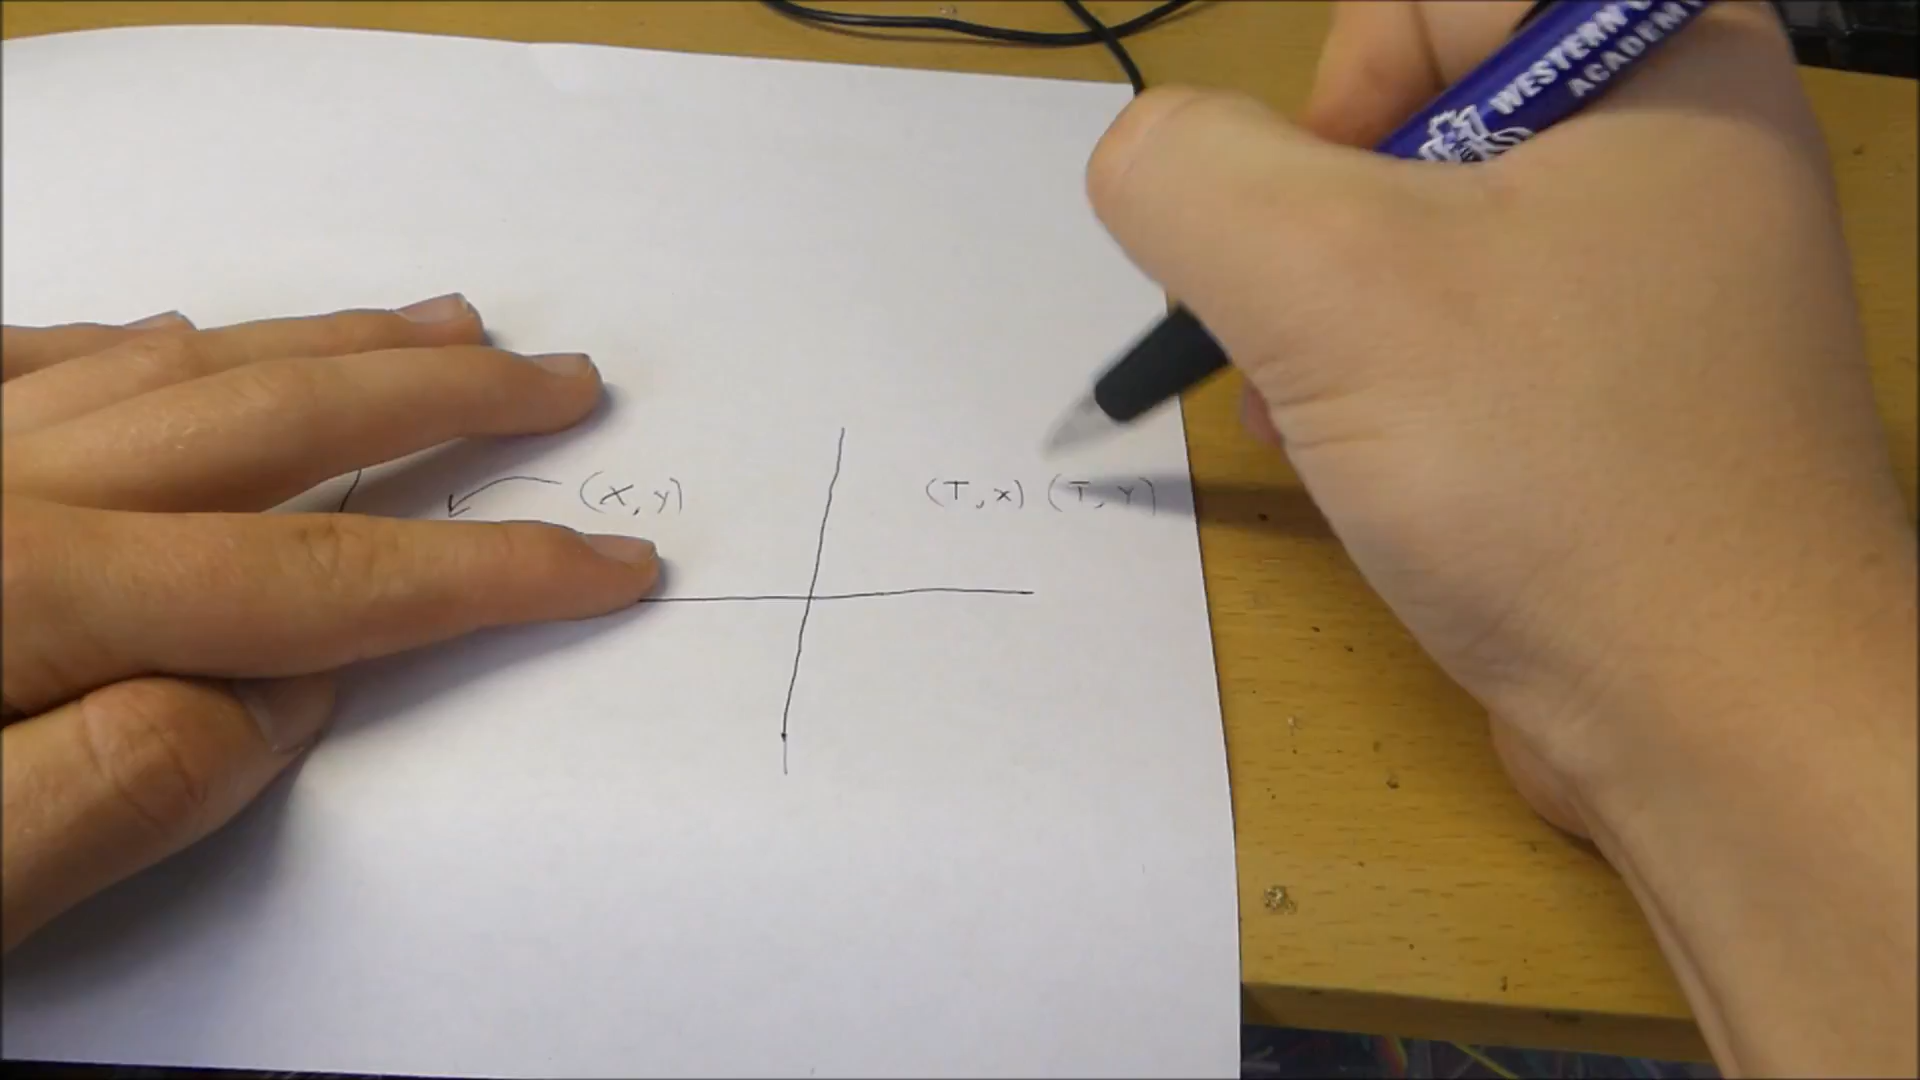 WESTERN
ACADEM
(X, y)
(T, x) (T, y)